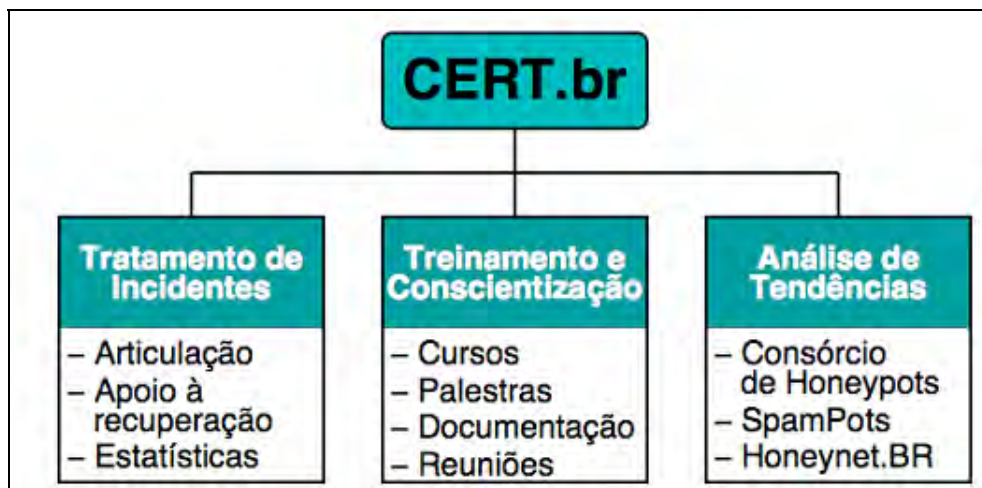 CERT.br
Tratamento de
Incidentes
– Articulação
– Apoio à
recuperação
– Estatísticas
Treinamento e
Conscientização
– Cursos
– Palestras
– Documentação
– Reuniões
Análise de
Tendências
– Consórcio
de Honeypots
– SpamPots
– Honeynet.BR